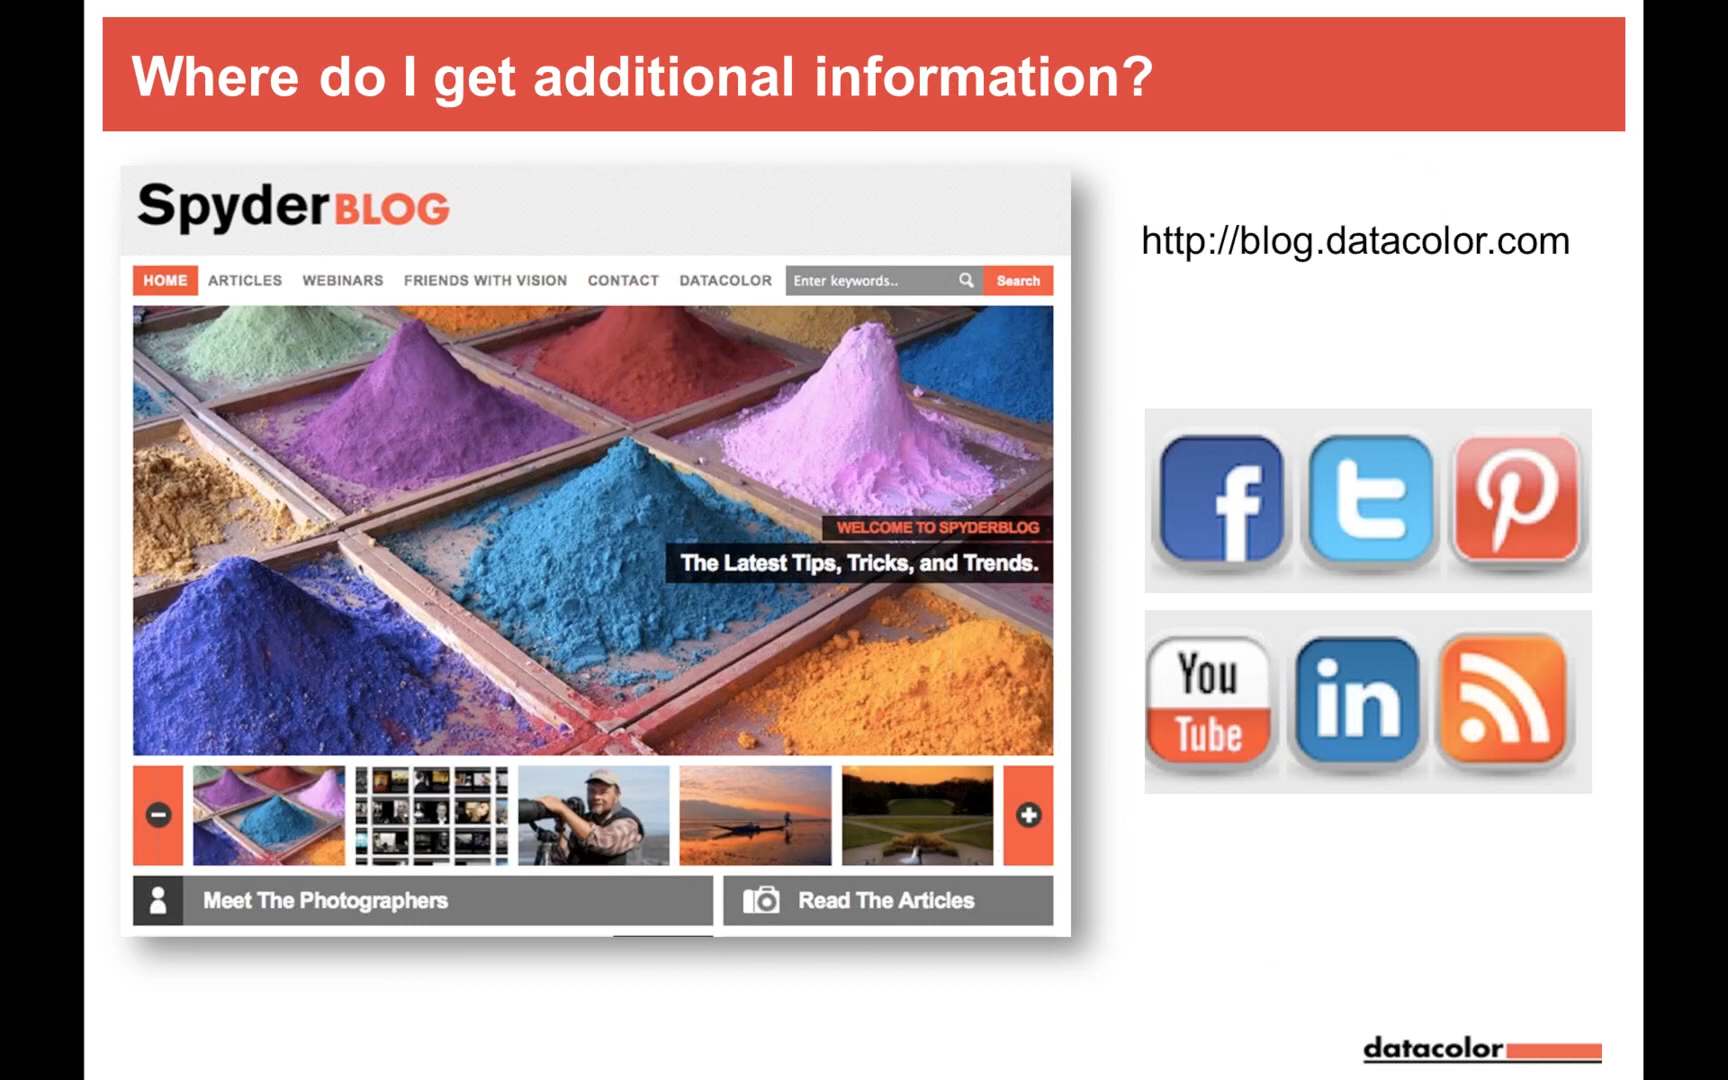 Where do I get additional information?
SpyderBLOG
HOME ARTICLES WEBINARS FRIENDS WITH VISION CONTACT DATACOLOR Enter keywords.. Search
WELCOME TO SPYDERBLOG
The Latest Tips, Tricks, and Trends.
Meet The Photographers
Read The Articles
http://blog.datacolor.com
f t P
You Tube in
datacolor